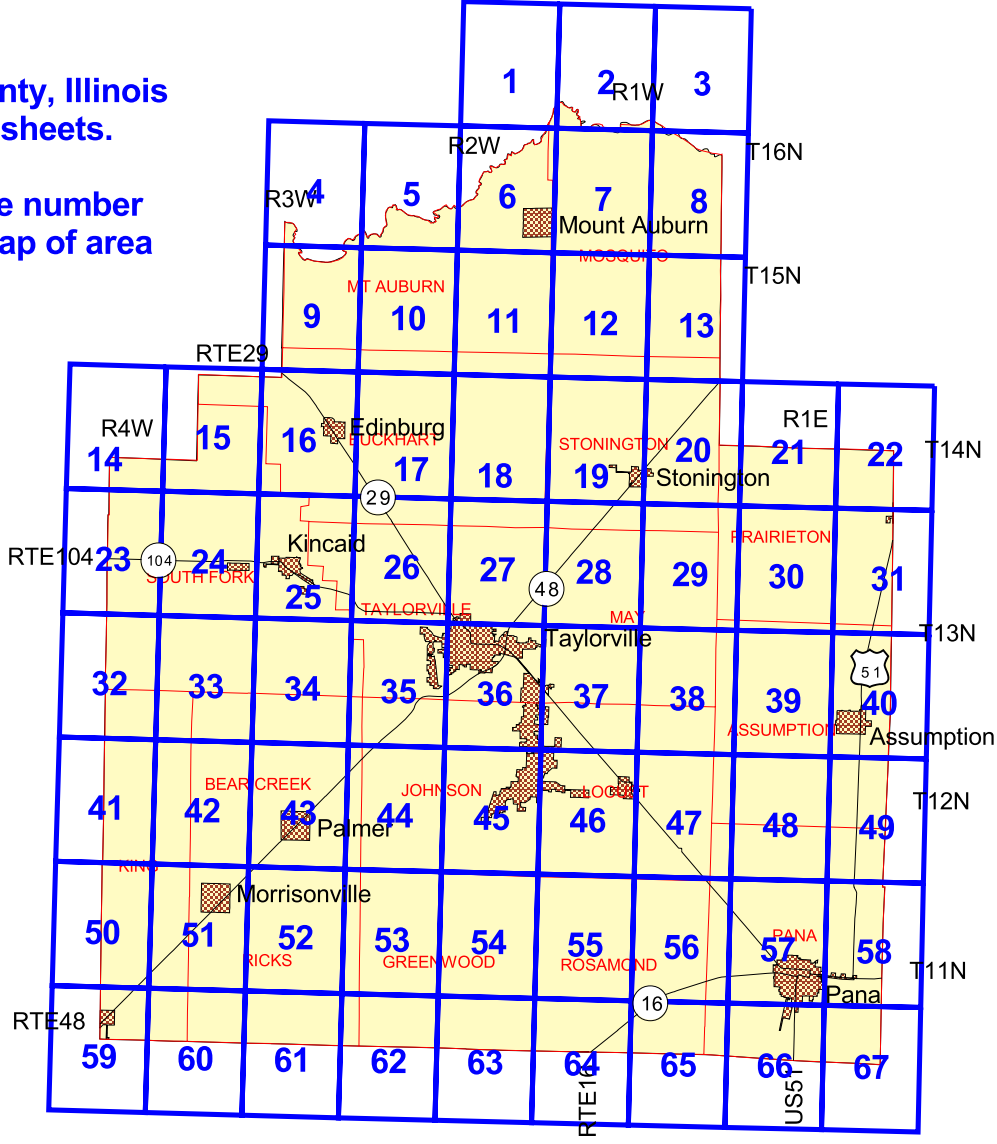 nty, Illinois
sheets.
e number
ap of area
1
2
R1W
3
R2W
T16N
R3W
4
5
6
7
8
Mount Auburn
MOSQUITO
T15N
MT AUBURN
9
10
11
12
13
RTE29
R4W
R1E
14
15
16
Edinburg
BUCKHART
17
18
STONINGTON
19
20
21
22
T14N
Stonington
29
PRAIRIETON
Kincaid
RTE104
23
104
24
SOUTH FORK
25
26
27
28
29
30
31
48
TAYLORVILLE
MAY
T13N
Taylorville
51
32
33
34
35
36
37
38
39
40
ASSUMPTION
Assumption
BEAR CREEK
JOHNSON
LOCUST
T12N
41
42
43
44
45
46
47
48
49
Palmer
KING
Morrisonville
50
51
52
53
54
55
56
57
58
PANA
RICKS
GREENWOOD
ROSAMOND
T11N
Pana
16
RTE48
59
60
61
62
63
64
65
66
67
RTE16
US51